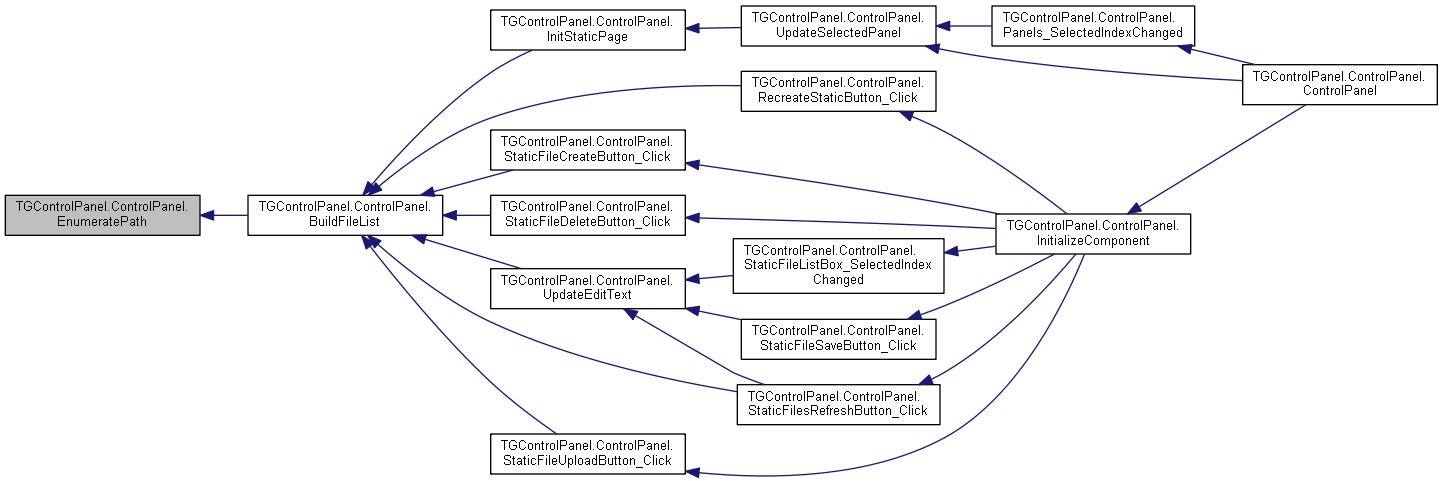 TGControlPanel.ControlPanel.
EnumeratePath
TGControlPanel.ControlPanel.
BuildFileList
TGControlPanel.ControlPanel.
InitStaticPage
TGControlPanel.ControlPanel.
UpdateSelectedPanel
TGControlPanel.ControlPanel.
Panels_SelectedIndexChanged
TGControlPanel.ControlPanel.
ControlPanel
TGControlPanel.ControlPanel.
RecreateStaticButton_Click
TGControlPanel.ControlPanel.
StaticFileCreateButton_Click
TGControlPanel.ControlPanel.
StaticFileDeleteButton_Click
TGControlPanel.ControlPanel.
InitializeComponent
TGControlPanel.ControlPanel.
UpdateEditText
TGControlPanel.ControlPanel.
StaticFileListBox_SelectedIndex
Changed
TGControlPanel.ControlPanel.
StaticFileSaveButton_Click
TGControlPanel.ControlPanel.
StaticFilesRefreshButton_Click
TGControlPanel.ControlPanel.
StaticFileUploadButton_Click